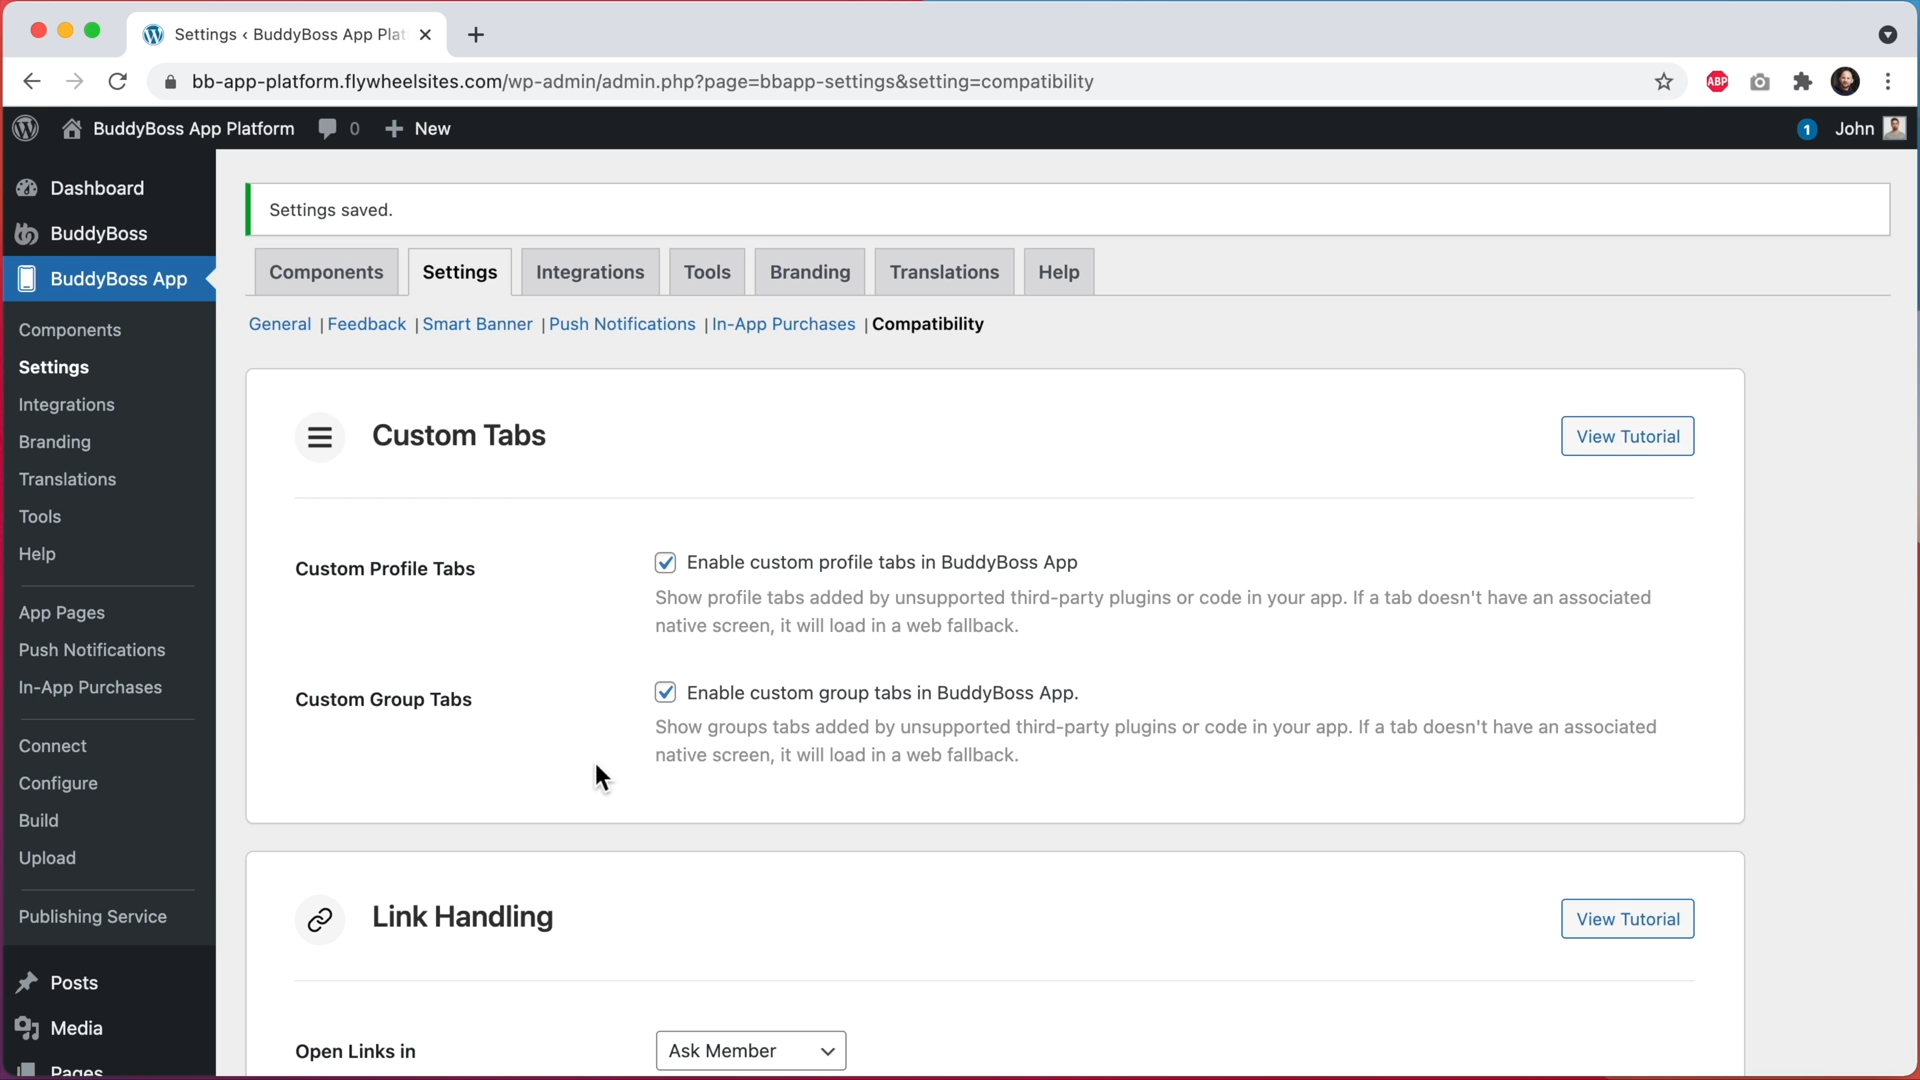 Settings ‹ BuddyBoss App Plat
bb-app-platform.flywheelsites.com/wp-admin/admin.php?page=bbapp-settings&setting=compatibility
ABP
BuddyBoss App Platform
0
New
1
John
Dashboard
BuddyBoss
BuddyBoss App
Components
Settings
Integrations
Branding
Translations
Tools
Help
App Pages
Push Notifications
In-App Purchases
Connect
Configure
Build
Upload
Publishing Service
Posts
Media
Pages
Settings saved.
Components
Settings
Integrations
Tools
Branding
Translations
Help
General | Feedback | Smart Banner | Push Notifications | In-App Purchases | Compatibility
Custom Tabs
View Tutorial
Custom Profile Tabs
Enable custom profile tabs in BuddyBoss App
Show profile tabs added by unsupported third-party plugins or code in your app. If a tab doesn't have an associated
native screen, it will load in a web fallback.
Custom Group Tabs
Enable custom group tabs in BuddyBoss App.
Show groups tabs added by unsupported third-party plugins or code in your app. If a tab doesn't have an associated
native screen, it will load in a web fallback.
Link Handling
View Tutorial
Open Links in
Ask Member